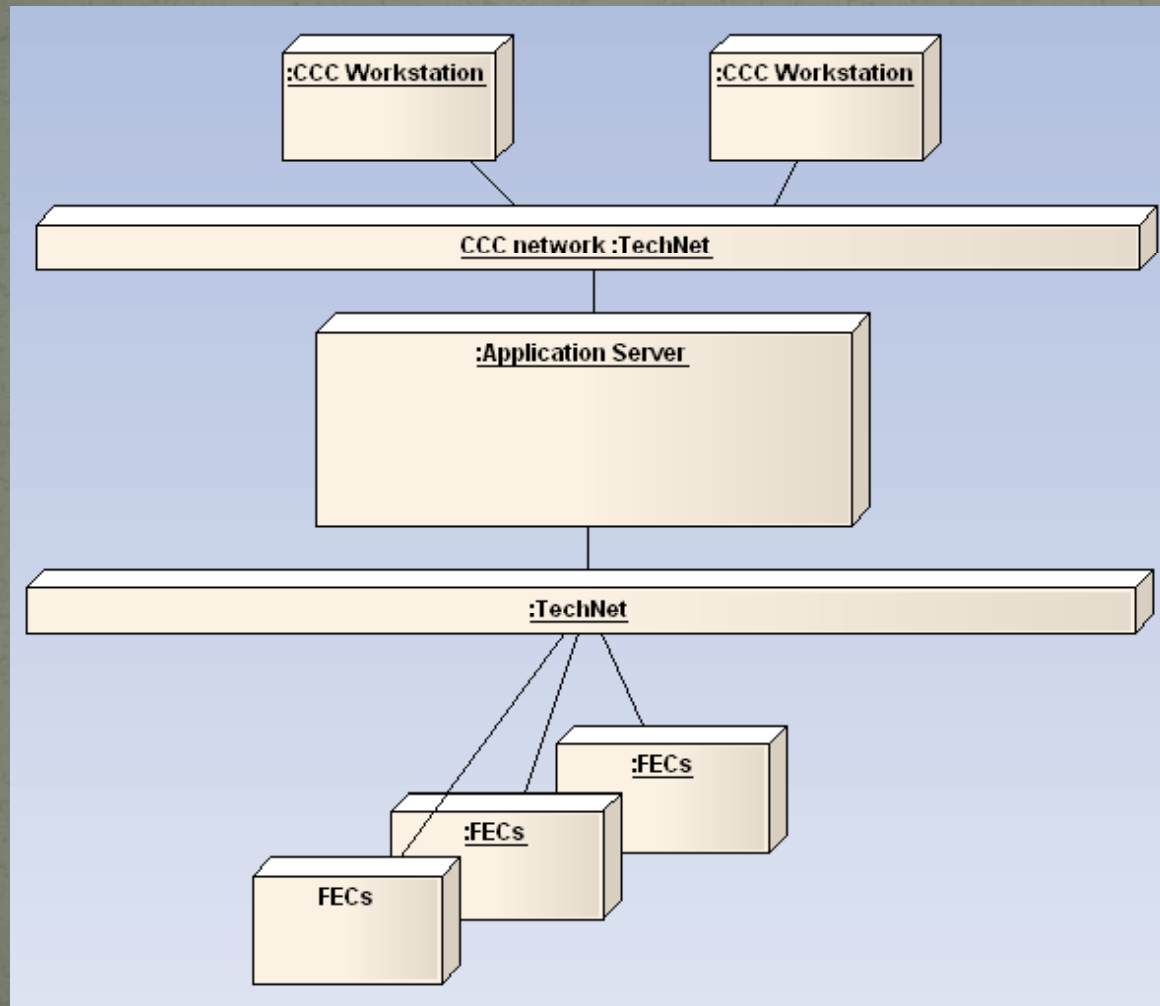 :CCC Workstation
:CCC Workstation
CCC network :TechNet
:Application Server
:TechNet
:FECs
:FECs
FECs